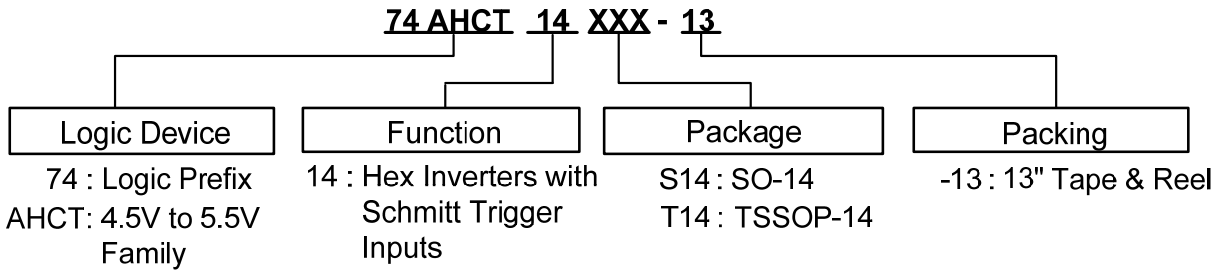 74 AHCT 14 XXX - 13
Logic Device
74 : Logic Prefix
AHCT: 4.5V to 5.5V
Family
Function
14 : Hex Inverters with
Schmitt Trigger
Inputs
Package
S14 : SO-14
T14 : TSSOP-14
Packing
-13 : 13" Tape & Reel